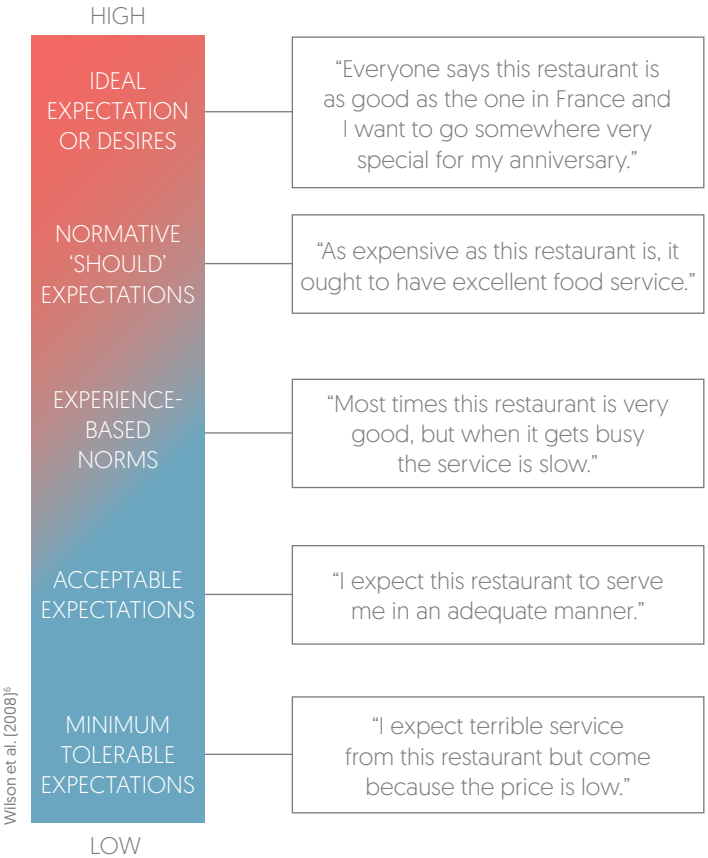 HIGH
IDEAL
EXPECTATION
OR DESIRES
“Everyone says this restaurant is
as good as the one in France and
I want to go somewhere very
special for my anniversary.”
NORMATIVE
‘SHOULD’
EXPECTATIONS
“As expensive as this restaurant is, it
ought to have excellent food service.”
EXPERIENCE-
BASED
NORMS
“Most times this restaurant is very
good, but when it gets busy
the service is slow.”
ACCEPTABLE
EXPECTATIONS
“I expect this restaurant to serve
me in an adequate manner.”
MINIMUM
TOLERABLE
EXPECTATIONS
“I expect terrible service
from this restaurant but come
because the price is low.”
LOW
Wilson et al. [2008]⁶